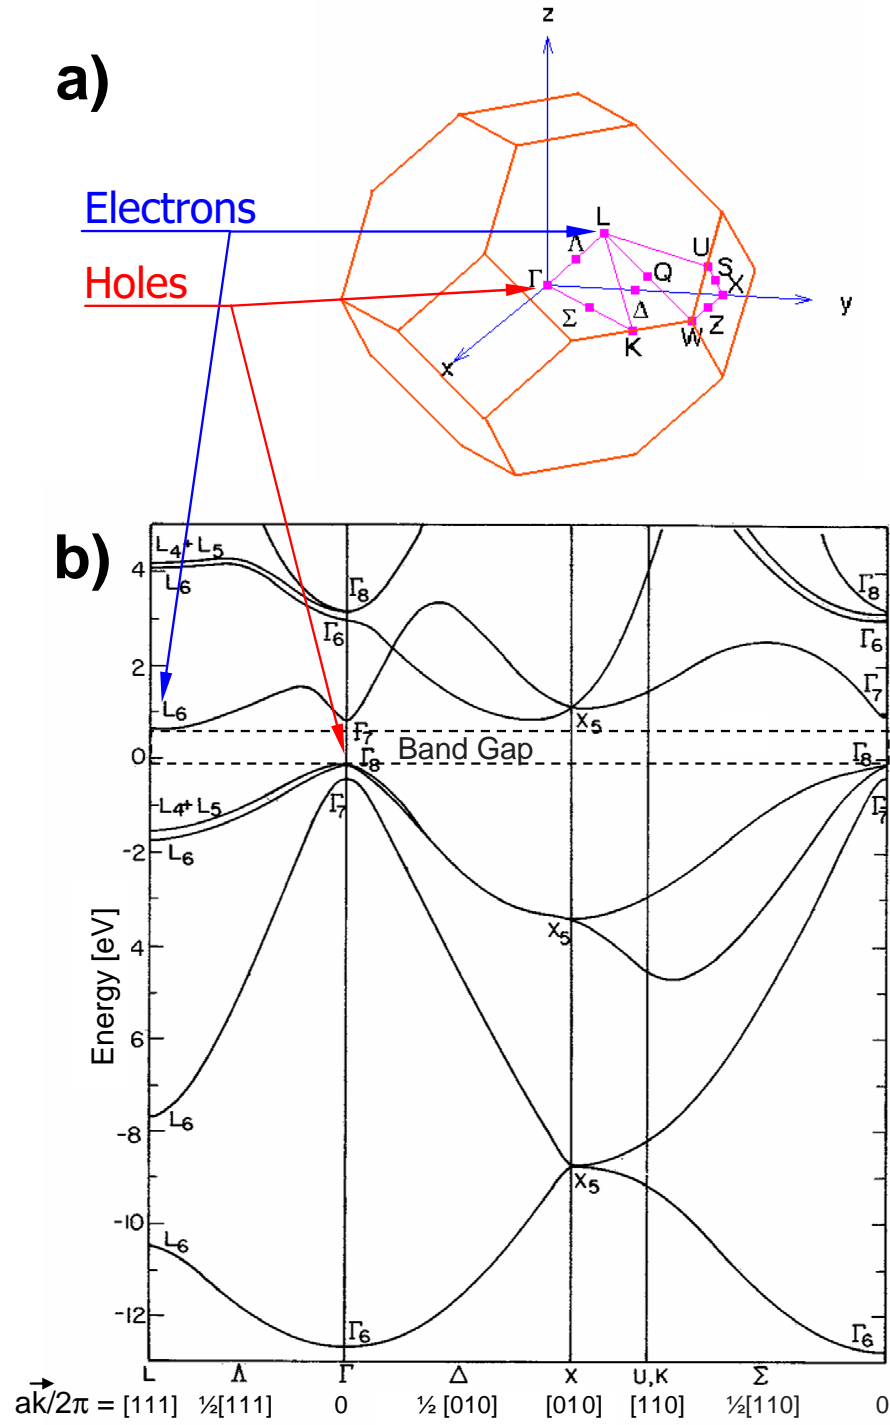 z
a)
Electrons
L
Λ
U
S
Holes
Γ
Q
X
y
Σ
Δ
Z
K
W
x
b)
L4+L5
4
L6
Γ8
Γ8
Γ6
Γ6
2
Γ7
L6
X5
Γ7
0
Γ8
Band Gap
Γ8
L4+L5
Γ7
Γ7
-2
L6
X5
4
Energy [eV]
6
L6
-8
X5
-10
L6
-12
Γ6
Γ6
L Λ Γ Δ X U,K Σ
ak/2π = [111] ½[111] 0 ½ [010] [010] [110] ½[110] 0